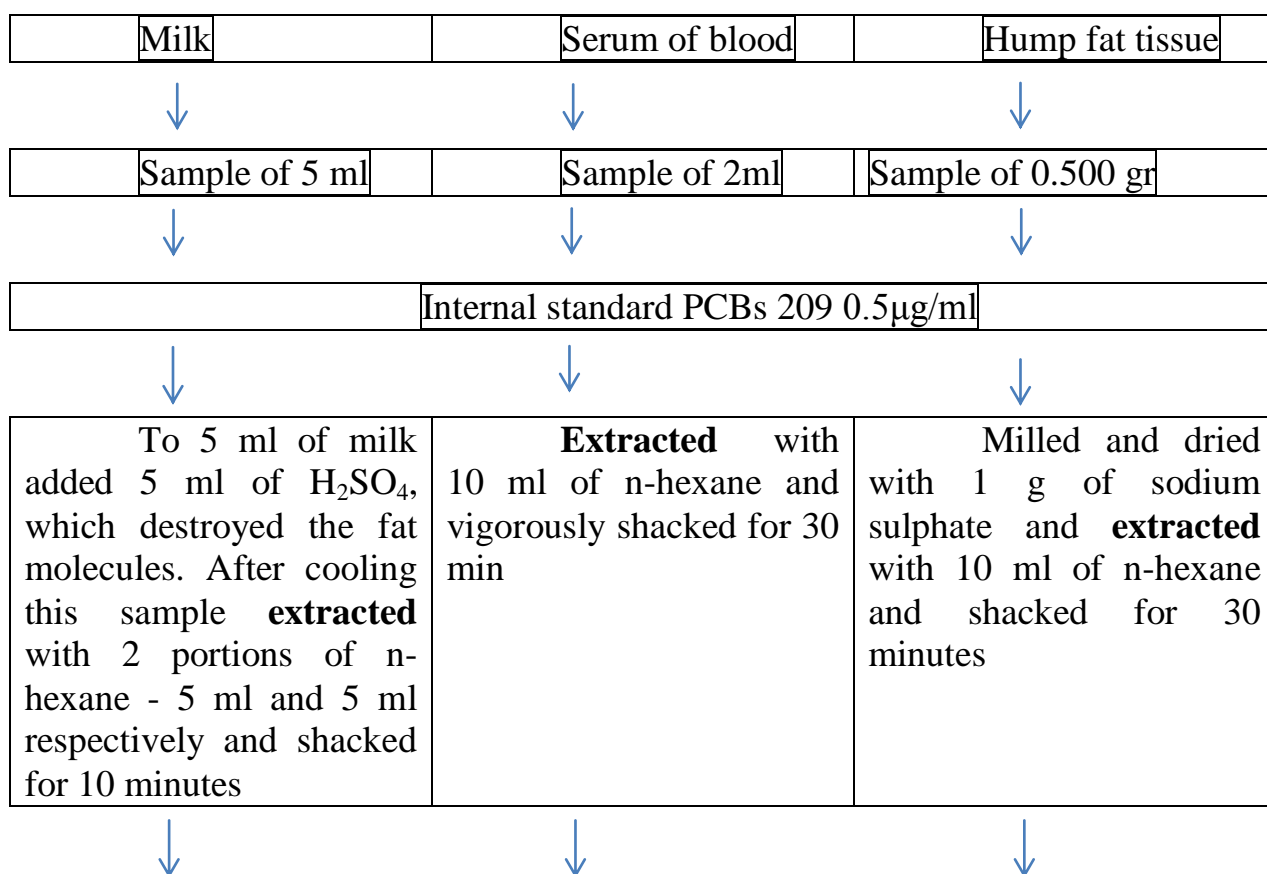 Milk
Serum of blood
Hump fat tissue
Sample of 5 ml
Sample of 2ml
Sample of 0.500 gr
Internal standard PCBs 209 0.5μg/ml
To 5 ml of milk
added 5 ml of H₂SO₄,
which destroyed the fat
molecules. After cooling
this sample extracted
with 2 portions of n-
hexane - 5 ml and 5 ml
respectively and shacked
for 10 minutes
Extracted with
10 ml of n-hexane and
vigorously shacked for 30
min
Milled and dried
with 1 g of sodium
sulphate and extracted
with 10 ml of n-hexane
and shacked for 30
minutes